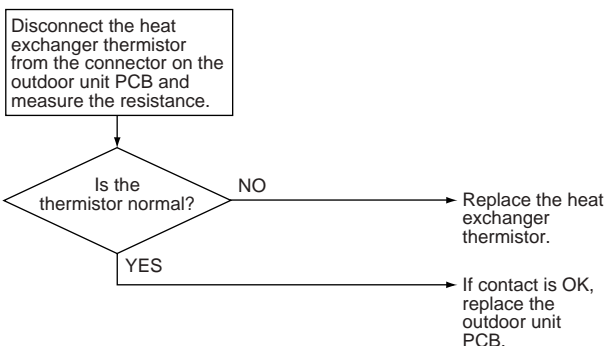 Disconnect the heat
exchanger thermistor
from the connector on the
outdoor unit PCB and
measure the resistance.
Is the
thermistor normal?
NO
Replace the heat
exchanger
thermistor.
YES
If contact is OK,
replace the
outdoor unit
PCB.